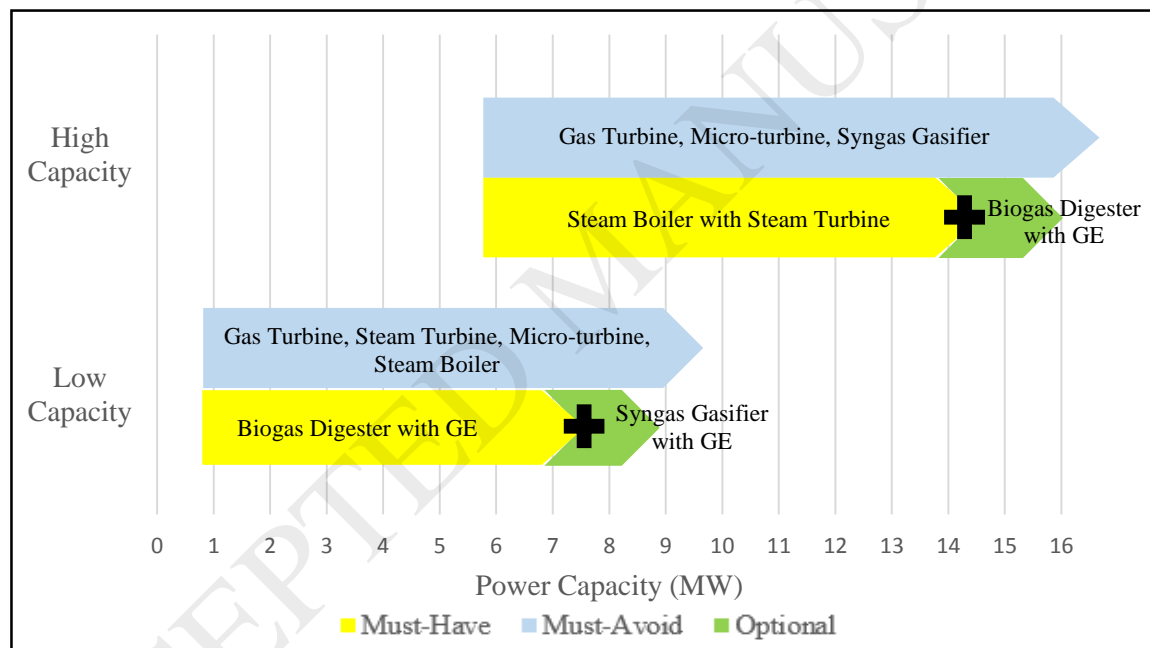 High
Capacity
Gas Turbine, Micro-turbine, Syngas Gasifier
Steam Boiler with Steam Turbine
Biogas Digester
with GE
Low
Capacity
Gas Turbine, Steam Turbine, Micro-turbine,
Steam Boiler
Biogas Digester with GE
Syngas Gasifier
with GE
0 1 2 3 4 5 6 7 8 9 10 11 12 13 14 15 16
Power Capacity (MW)
Must-Have Must-Avoid Optional
EPTED MANUS